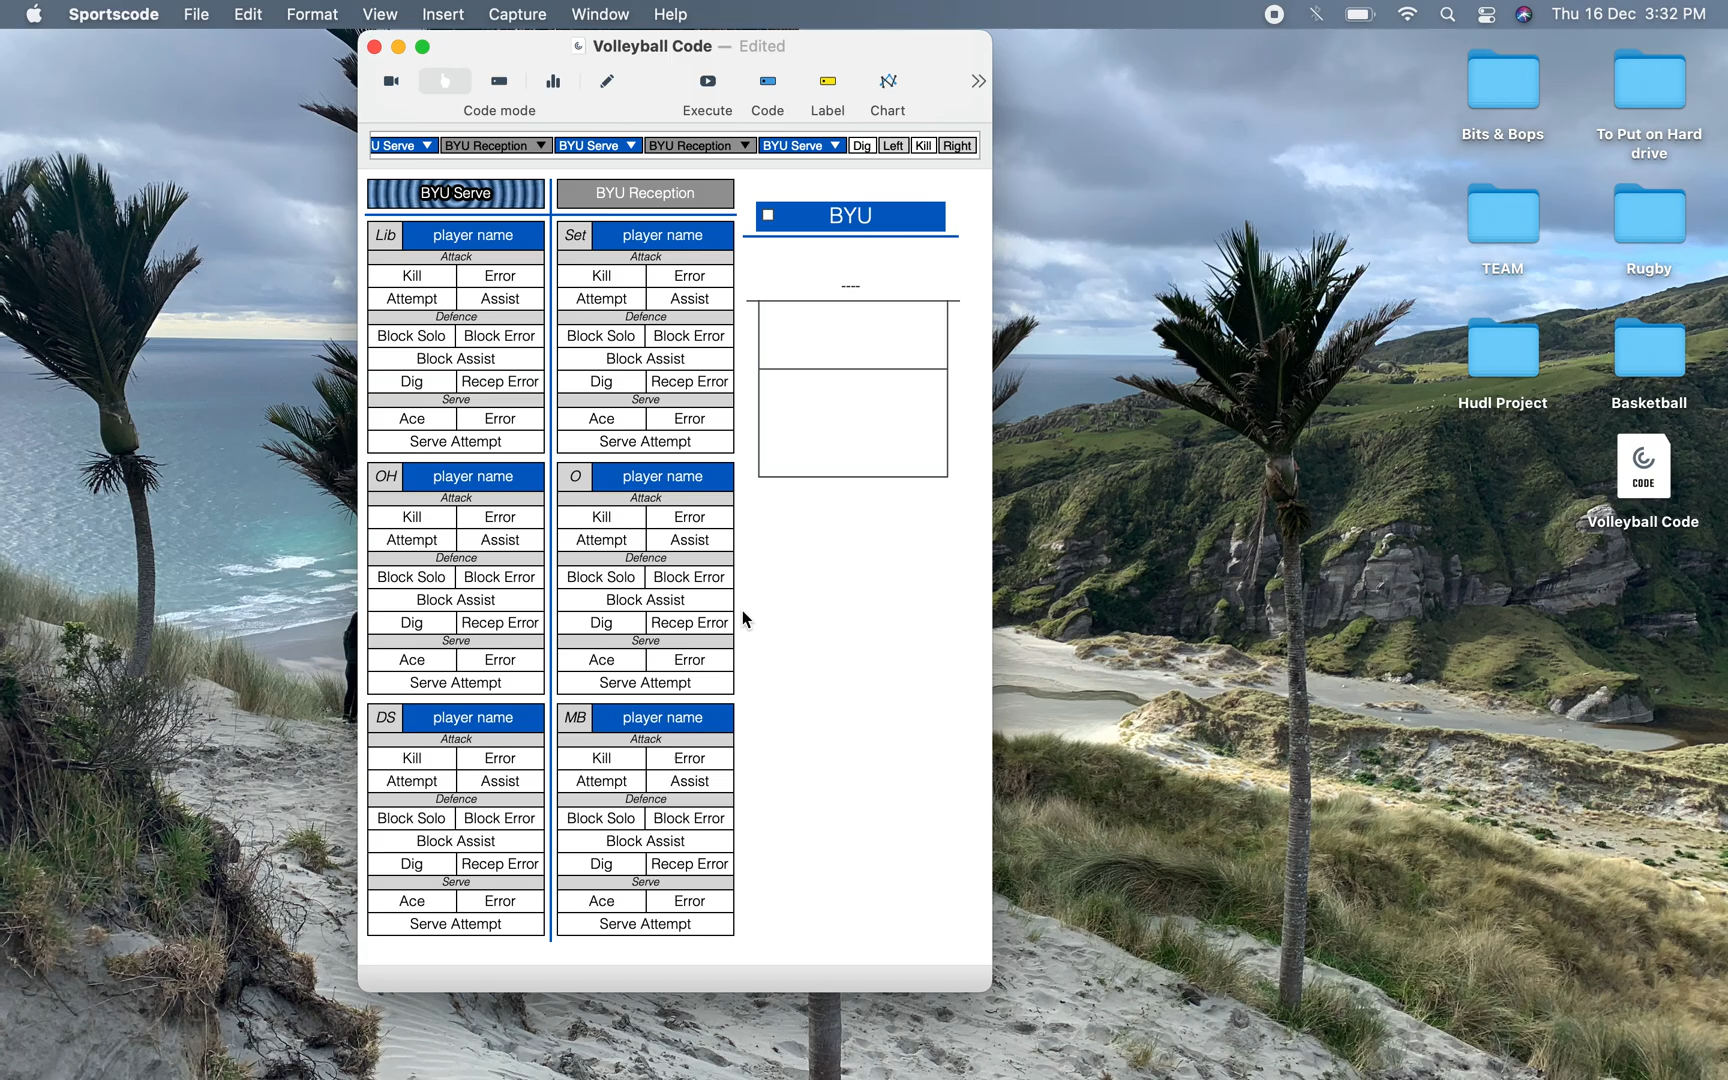 Sportscode File Edit Format View Insert Capture Window Help Thu 16 Dec 3:32 PM
Volleyball Code — Edited
Code mode Execute Code Label Chart
U Serve BYU Reception BYU Serve BYU Reception BYU Serve Dig Left Kill Right
BYU Serve BYU Reception
BYU
----
Lib player name Set player name
Attack Attack
Kill Error Kill Error
Attempt Assist Attempt Assist
Defence Defence
Block Solo Block Error Block Solo Block Error
Block Assist Block Assist
Dig Recep Error Dig Recep Error
Serve Serve
Ace Error Ace Error
Serve Attempt Serve Attempt
OH player name O player name
Attack Attack
Kill Error Kill Error
Attempt Assist Attempt Assist
Defence Defence
Block Solo Block Error Block Solo Block Error
Block Assist Block Assist
Dig Recep Error Dig Recep Error
Serve Serve
Ace Error Ace Error
Serve Attempt Serve Attempt
DS player name MB player name
Attack Attack
Kill Error Kill Error
Attempt Assist Attempt Assist
Defence Defence
Block Solo Block Error Block Solo Block Error
Block Assist Block Assist
Dig Recep Error Dig Recep Error
Serve Serve
Ace Error Ace Error
Serve Attempt Serve Attempt
Bits & Bops
To Put on Hard
drive
TEAM
Rugby
Hudl Project
Basketball
CODE
Volleyball Code